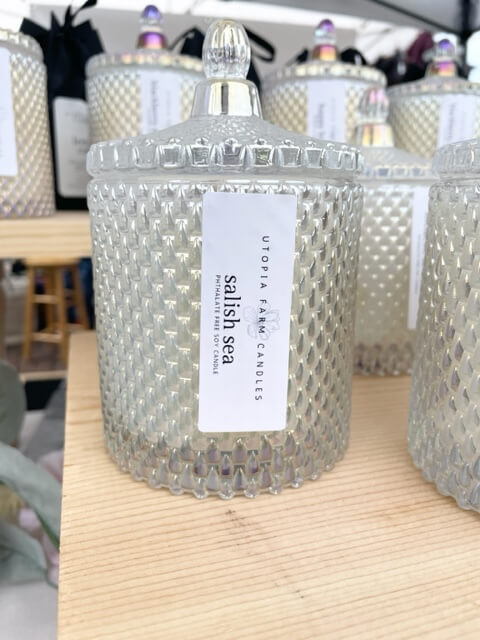 UTOPIA FARM CANDLES
salish sea
PHTHALATE FREE SOY CANDLE